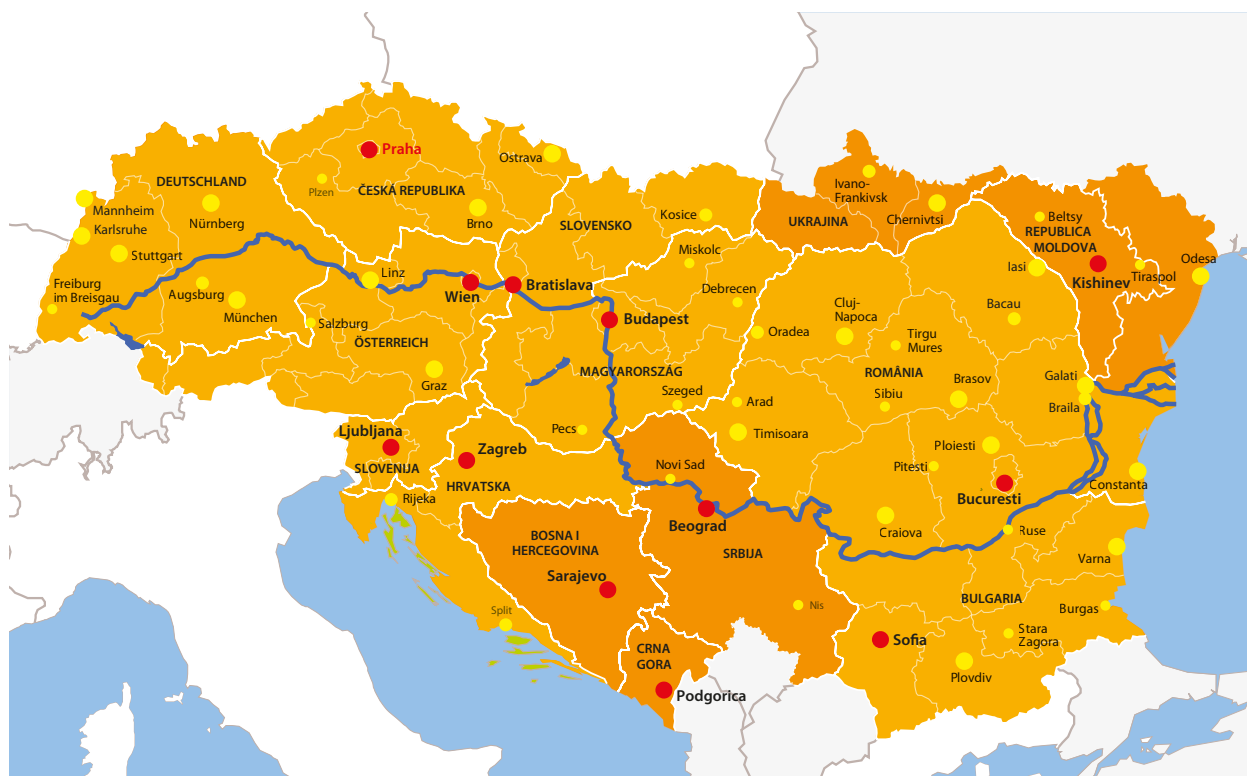 Praha
Ostrava
DEUTSCHLAND
Plzen
ČESKÁ REPUBLIKA
Mannheim
Nürnberg
Karlsruhe
Stuttgart
Brno
SLOVENSKO
Kosice
Ivano-
Frankivsk
UKRAJINA
Chernivtsi
Beltsy
REPUBLICA
MOLDOVA
Kishinev
Tiraspol
Odesa
Iasi
Miskolc
Debrecen
Freiburg
im Breisgau
Augsburg
München
Linz
Salzburg
Wien
Bratislava
Budapest
Oradea
Cluj-
Napoca
Bacau
Tirgu
Mures
ÖSTERREICH
Graz
MAGYARORSZÁG
Szeged
Pecs
Arad
Timisoara
ROMÂNIA
Sibiu
Brasov
Galati
Braila
Ljubljana
SLOVENIJA
Zagreb
HRVATSKA
Rijeka
Novi Sad
Beograd
Ploiesti
Pitesti
Bucuresti
Constanta
Craiova
Ruse
Varna
BOSNA I
HERCEGOVINA
Sarajevo
SRBIJA
Nis
Split
BULGARIA
Burgas
Stara
Zagora
Sofia
Plovdiv
CRNA
GORA
Podgorica